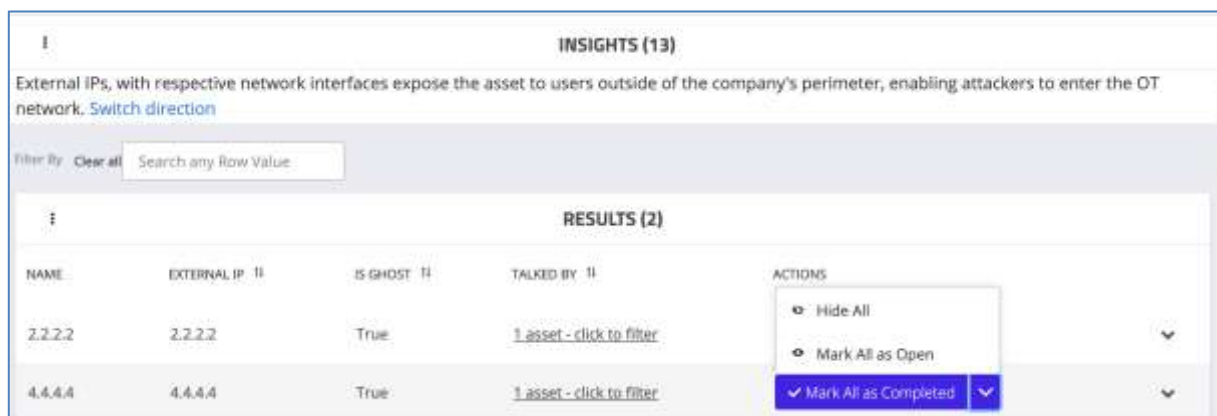 INSIGHTS (13)
External IPs, with respective network interfaces expose the asset to users outside of the company's perimeter, enabling attackers to enter the OT
network. Switch direction
Filter By Clear all Search any Row Value
RESULTS (2)
NAME EXTERNAL IP IS GHOST TALKED BY ACTIONS
Hide All
2.2.2.2 2.2.2.2 True 1 asset - click to filter
Mark All as Open
4.4.4.4 4.4.4.4 True 1 asset - click to filter Mark All as Completed